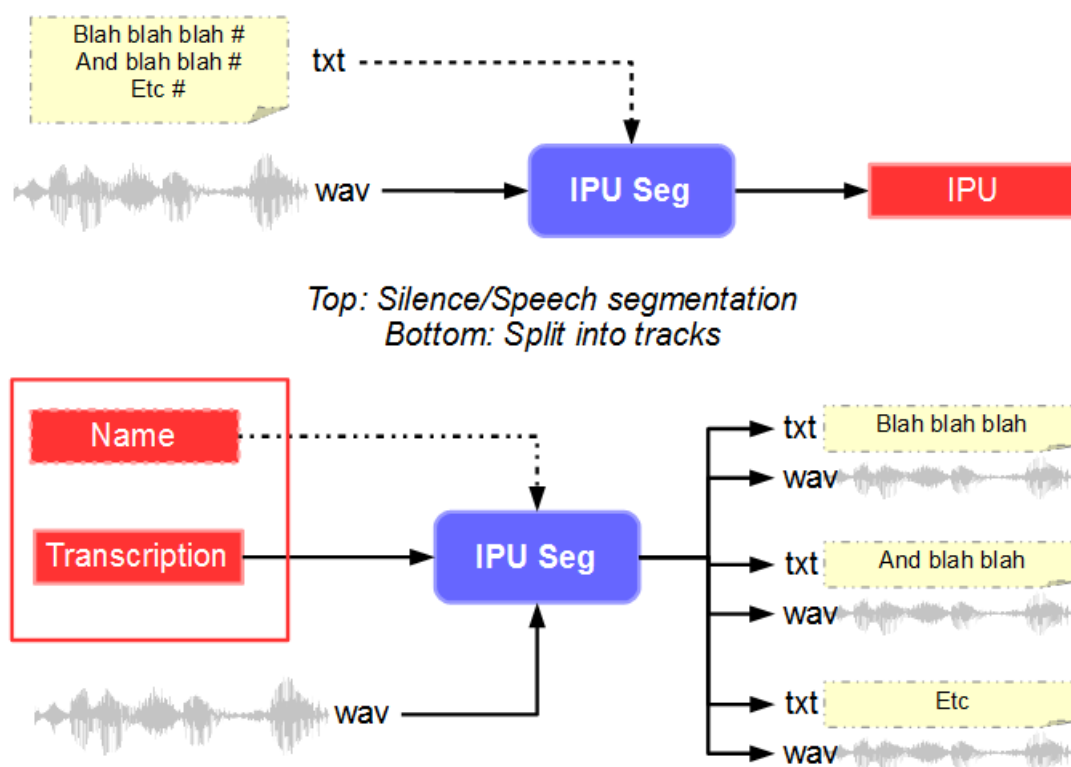 Blah blah blah #
And blah blah #
Etc #
txt
wav
IPU Seg
IPU
Top: Silence/Speech segmentation
Bottom: Split into tracks
Name
Transcription
wav
IPU Seg
txt
Blah blah blah
wav
txt
And blah blah
wav
txt
Etc
wav